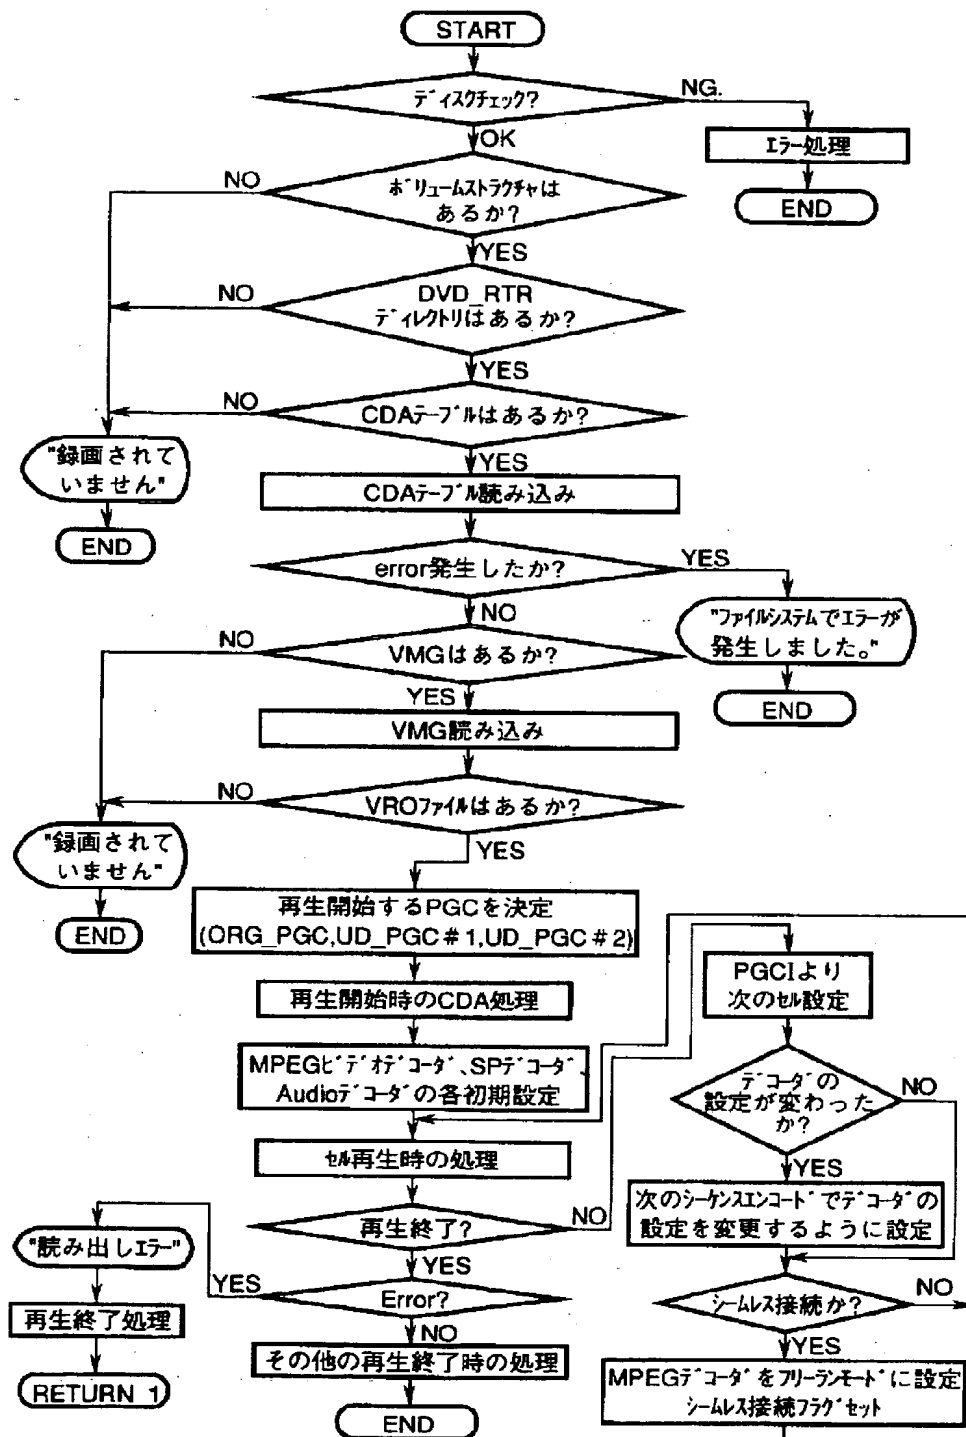 START
ディスクチェック?
NG.
OK
エラー処理
END
ボリュームストラクチャは
あるか?
NO
YES
DVD_RTR
ディレクトリはあるか?
NO
YES
CDAテーブルはあるか?
NO
YES
"録画されて
いません"
END
CDAテーブル読み込み
error発生したか?
YES
NO
"ファイルシステムでエラーが
発生しました。"
END
VMGはあるか?
NO
YES
VMG読み込み
VROファイルはあるか?
NO
YES
"録画されて
いません"
END
再生開始するPGCを決定
(ORG_PGC,UD_PGC#1,UD_PGC#2)
再生開始時のCDA処理
MPEGビデオデコーダ、SPデコーダ、
Audioデコーダの各初期設定
セル再生時の処理
再生終了?
NO
YES
Error?
YES
NO
"読み出しエラー"
再生終了処理
RETURN 1
その他の再生終了時の処理
END
PGCIより
次のセル設定
デコーダの
設定が変わった
か?
NO
YES
次のシーケンスエンコードでデコーダの
設定を変更するように設定
シームレス接続か?
NO
YES
MPEGデコーダをフリーランモードに設定
シームレス接続フラグセット